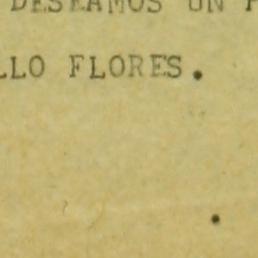 DESEAMOS UN
LLO FLORES.
.